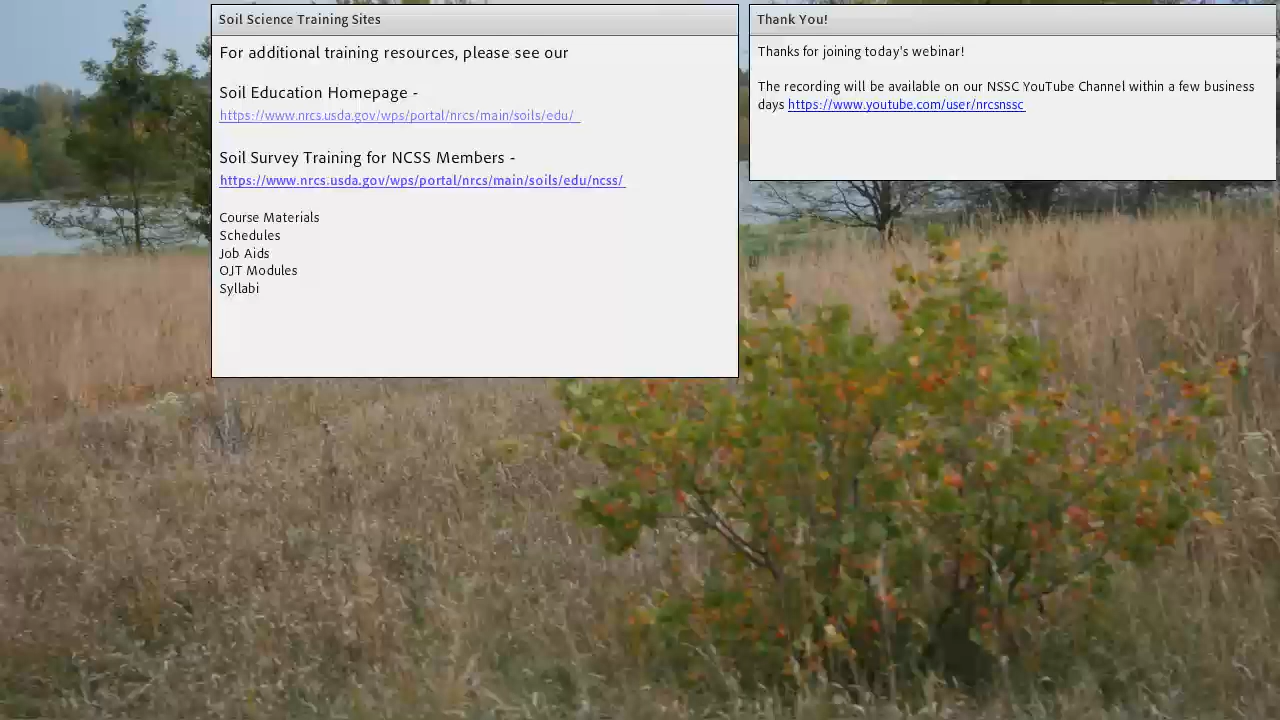 Soil Science Training Sites
For additional training resources, please see our
Soil Education Homepage -
https://www.nrcs.usda.gov/wps/portal/nrcs/main/soils/edu/
Soil Survey Training for NCSS Members -
https://www.nrcs.usda.gov/wps/portal/nrcs/main/soils/edu/ncss/
Course Materials
Schedules
Job Aids
OJT Modules
Syllabi
Thank You!
Thanks for joining today's webinar!
The recording will be available on our NSSC YouTube Channel within a few business
days https://www.youtube.com/user/nrcsnssc